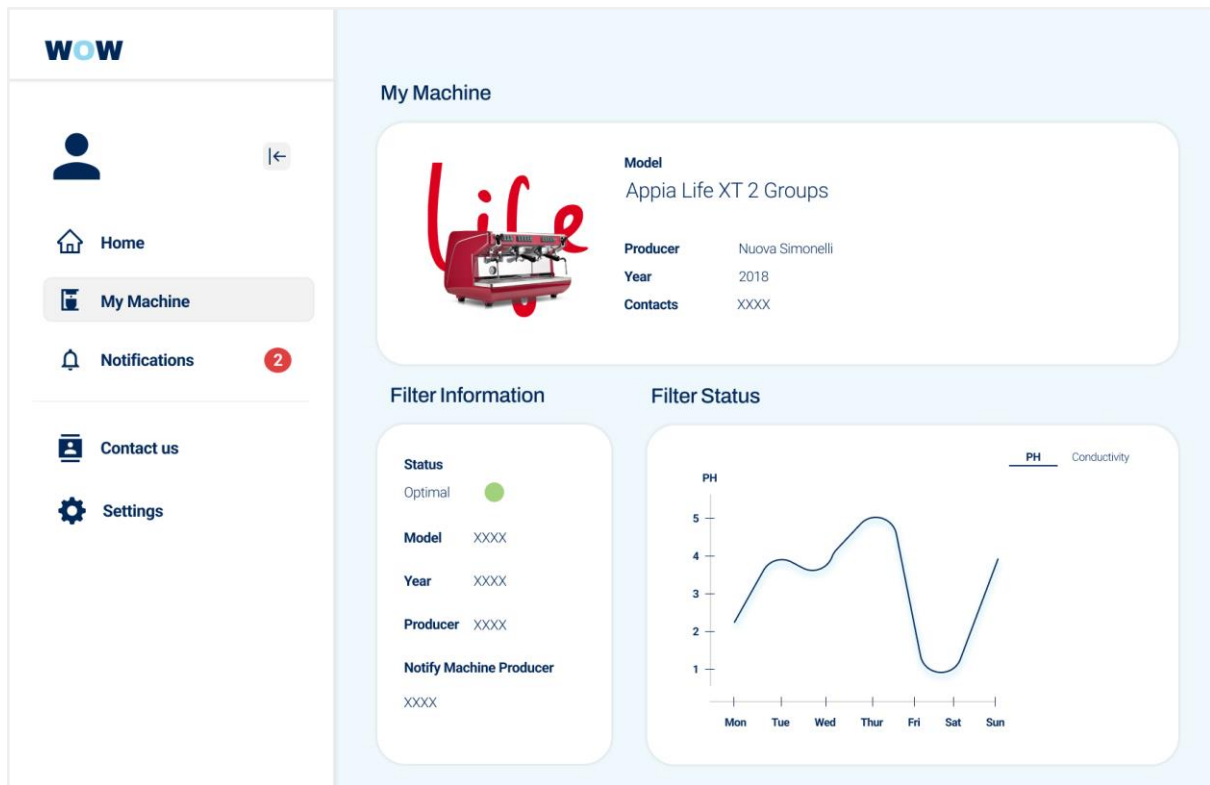 WOW
Home
My Machine
Notifications 2
Contact us
Settings
My Machine
Life
Model
Appia Life XT 2 Groups
Producer Nuova Simonelli
Year 2018
Contacts XXXX
Filter Information
Status
Optimal
Model XXXX
Year XXXX
Producer XXXX
Notify Machine Producer
XXXX
Filter Status
PH Conductivity
PH
5
4
3
2
1
Mon Tue Wed Thur Fri Sat Sun